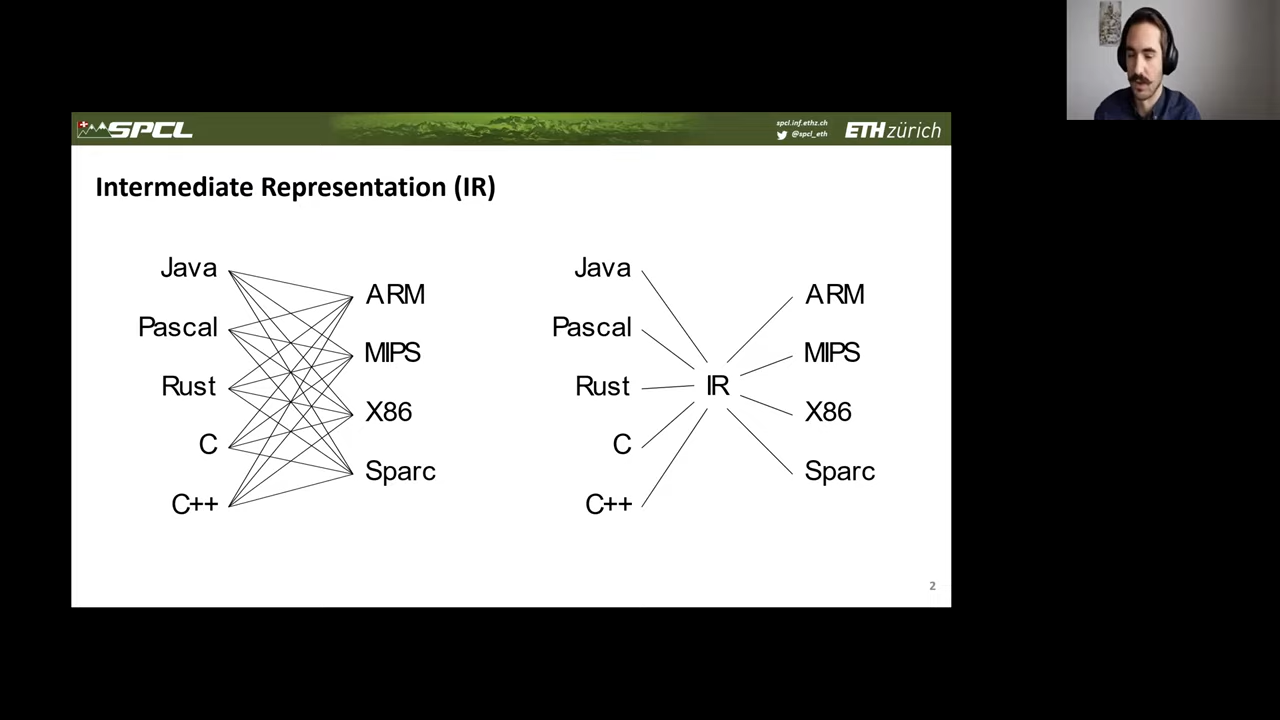 SPCL
spcl.inf.ethz.ch
@spcl_eth
ETH zürich
Intermediate Representation (IR)
Java
Pascal
Rust
C
C++
ARM
MIPS
X86
Sparc
Java
Pascal
Rust
C
C++
IR
ARM
MIPS
X86
Sparc
2